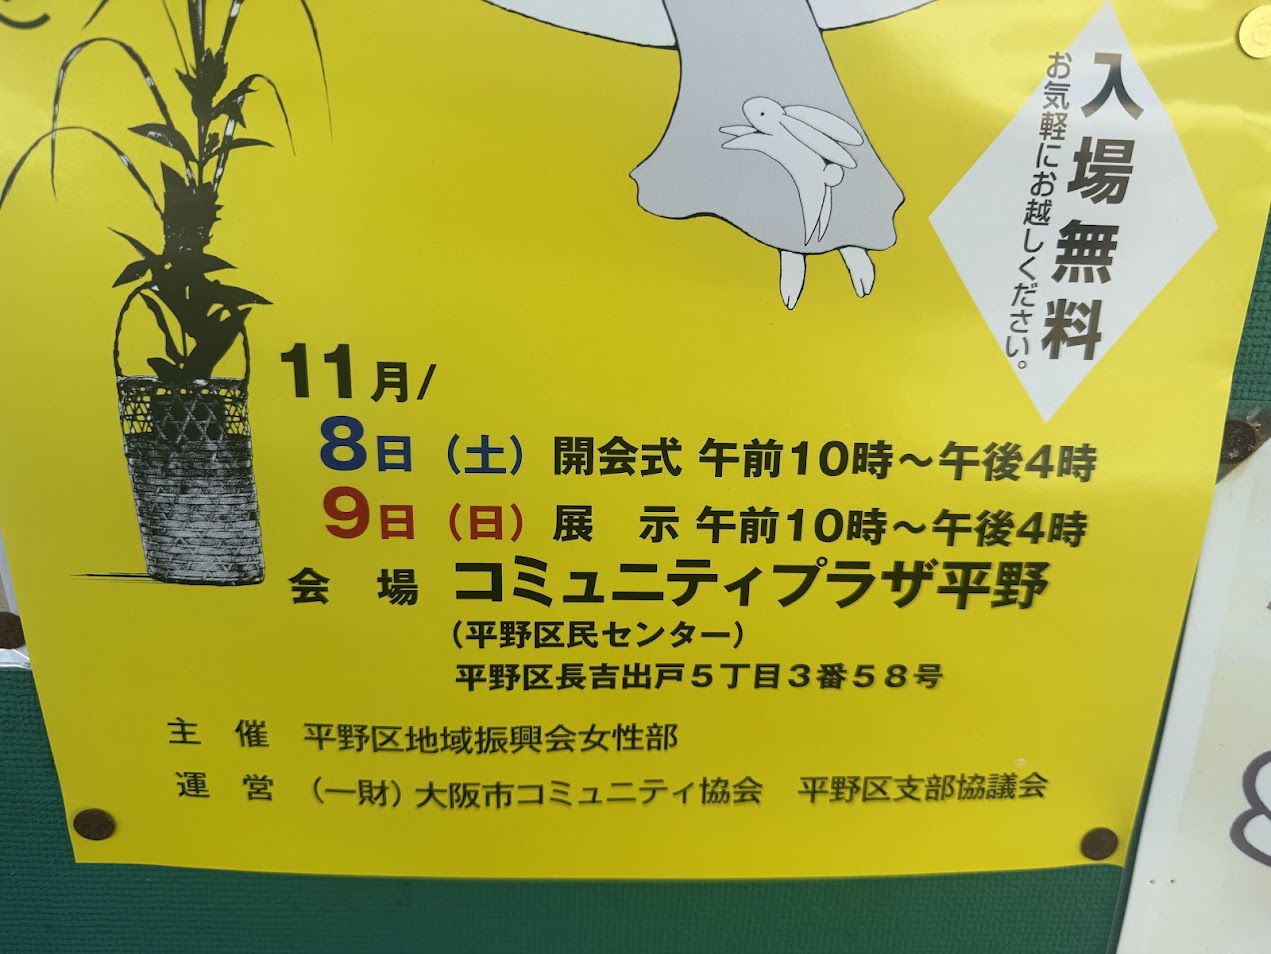 入場無料
お気軽にお越しください。
11月/
8日（土）開会式 午前10時～午後4時
9日（日）展　示 午前10時～午後4時
会　場　コミュニティプラザ平野
（平野区民センター）
平野区長吉出戸５丁目３番５８号
主　催　平野区地域振興会女性部
運　営　（一財）大阪市コミュニティ協会　平野区支部協議会